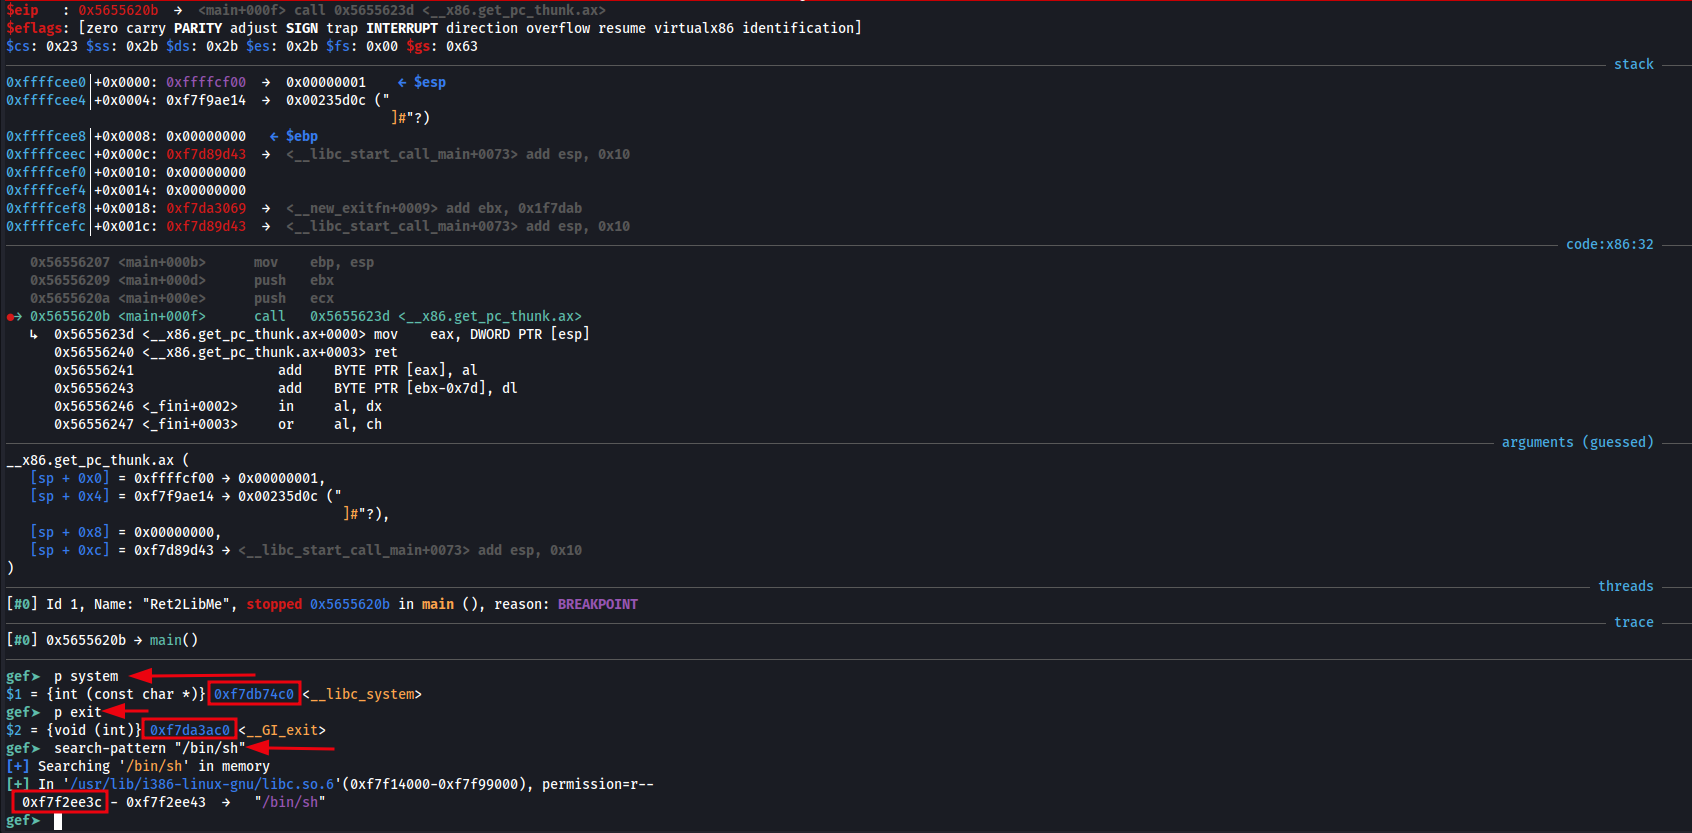 $eip   : 0x5655620b  →  <main+000f> call 0x5655623d <__x86.get_pc_thunk.ax>
$eflags: [zero carry PARITY adjust SIGN trap INTERRUPT direction overflow resume virtualx86 identification]
$cs: 0x23 $ss: 0x2b $ds: 0x2b $es: 0x2b $fs: 0x00 $gs: 0x63
stack
0xffffcee0│+0x0000: 0xffffcf00  →  0x00000001    ← $esp
0xffffcee4│+0x0004: 0xf7f9ae14  →  0x00235d0c ("
]#"?)
0xffffcee8│+0x0008: 0x00000000   ← $ebp
0xffffceec│+0x000c: 0xf7d89d43  →  <__libc_start_call_main+0073> add esp, 0x10
0xffffcef0│+0x0010: 0x00000000
0xffffcef4│+0x0014: 0x00000000
0xffffcef8│+0x0018: 0xf7da3069  →  <__new_exitfn+0009> add ebx, 0x1f7dab
0xffffcefc│+0x001c: 0xf7d89d43  →  <__libc_start_call_main+0073> add esp, 0x10
code:x86:32
0x56556207 <main+000b>      mov    ebp, esp
0x56556209 <main+000d>      push   ebx
0x5655620a <main+000e>      push   ecx
●→ 0x5655620b <main+000f>      call   0x5655623d <__x86.get_pc_thunk.ax>
↳  0x5655623d <__x86.get_pc_thunk.ax+0000> mov    eax, DWORD PTR [esp]
0x56556240 <__x86.get_pc_thunk.ax+0003> ret
0x56556241                  add    BYTE PTR [eax], al
0x56556243                  add    BYTE PTR [ebx-0x7d], dl
0x56556246 <_fini+0002>     in     al, dx
0x56556247 <_fini+0003>     or     al, ch
arguments (guessed)
__x86.get_pc_thunk.ax (
[sp + 0x0] = 0xffffcf00 → 0x00000001,
[sp + 0x4] = 0xf7f9ae14 → 0x00235d0c ("
]#"?),
[sp + 0x8] = 0x00000000,
[sp + 0xc] = 0xf7d89d43 → <__libc_start_call_main+0073> add esp, 0x10
)
threads
[#0] Id 1, Name: "Ret2LibMe", stopped 0x5655620b in main (), reason: BREAKPOINT
trace
[#0] 0x5655620b → main()
gef➤  p system
$1 = {int (const char *)} 0xf7db74c0 <__libc_system>
gef➤  p exit
$2 = {void (int)} 0xf7da3ac0 <__GI_exit>
gef➤  search-pattern "/bin/sh"
[+] Searching '/bin/sh' in memory
[+] In '/usr/lib/i386-linux-gnu/libc.so.6'(0xf7f14000-0xf7f99000), permission=r--
0xf7f2ee3c - 0xf7f2ee43  →   "/bin/sh"
gef➤